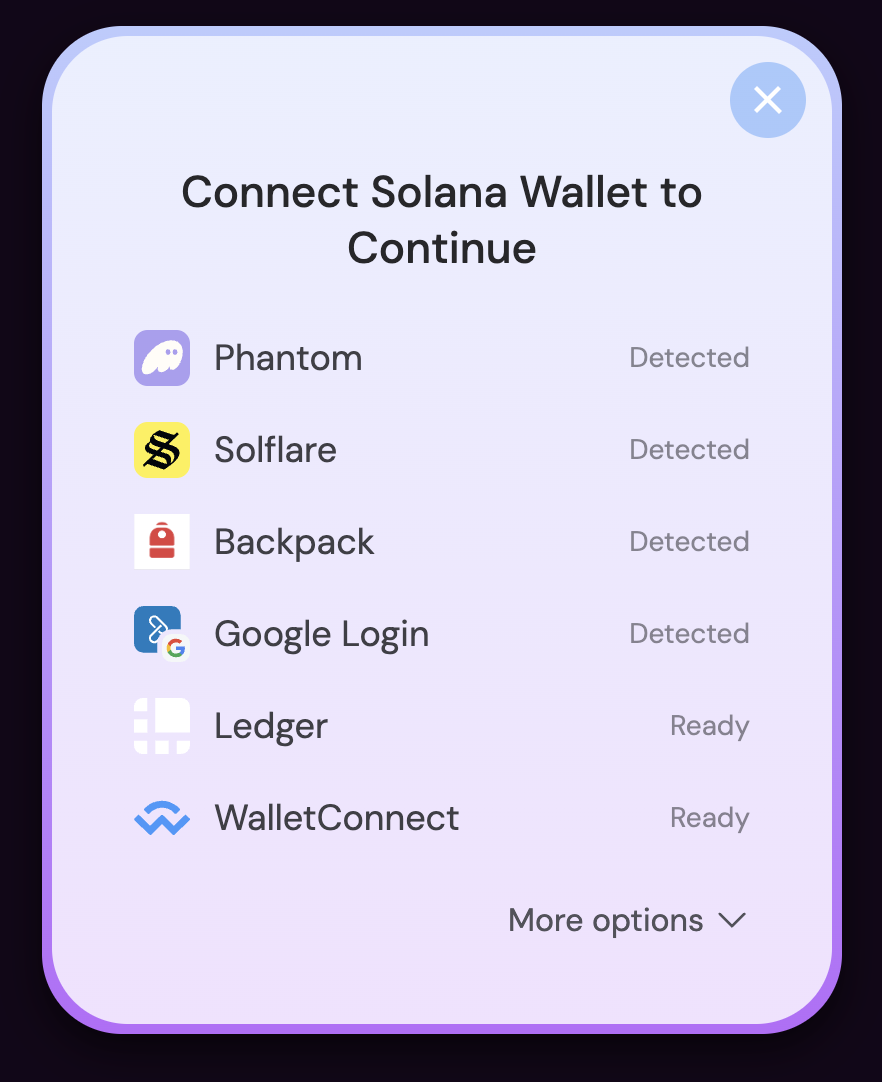 Connect Solana Wallet to
Continue
Phantom Detected
Solflare Detected
Backpack Detected
Google Login Detected
Ledger Ready
WalletConnect Ready
More options